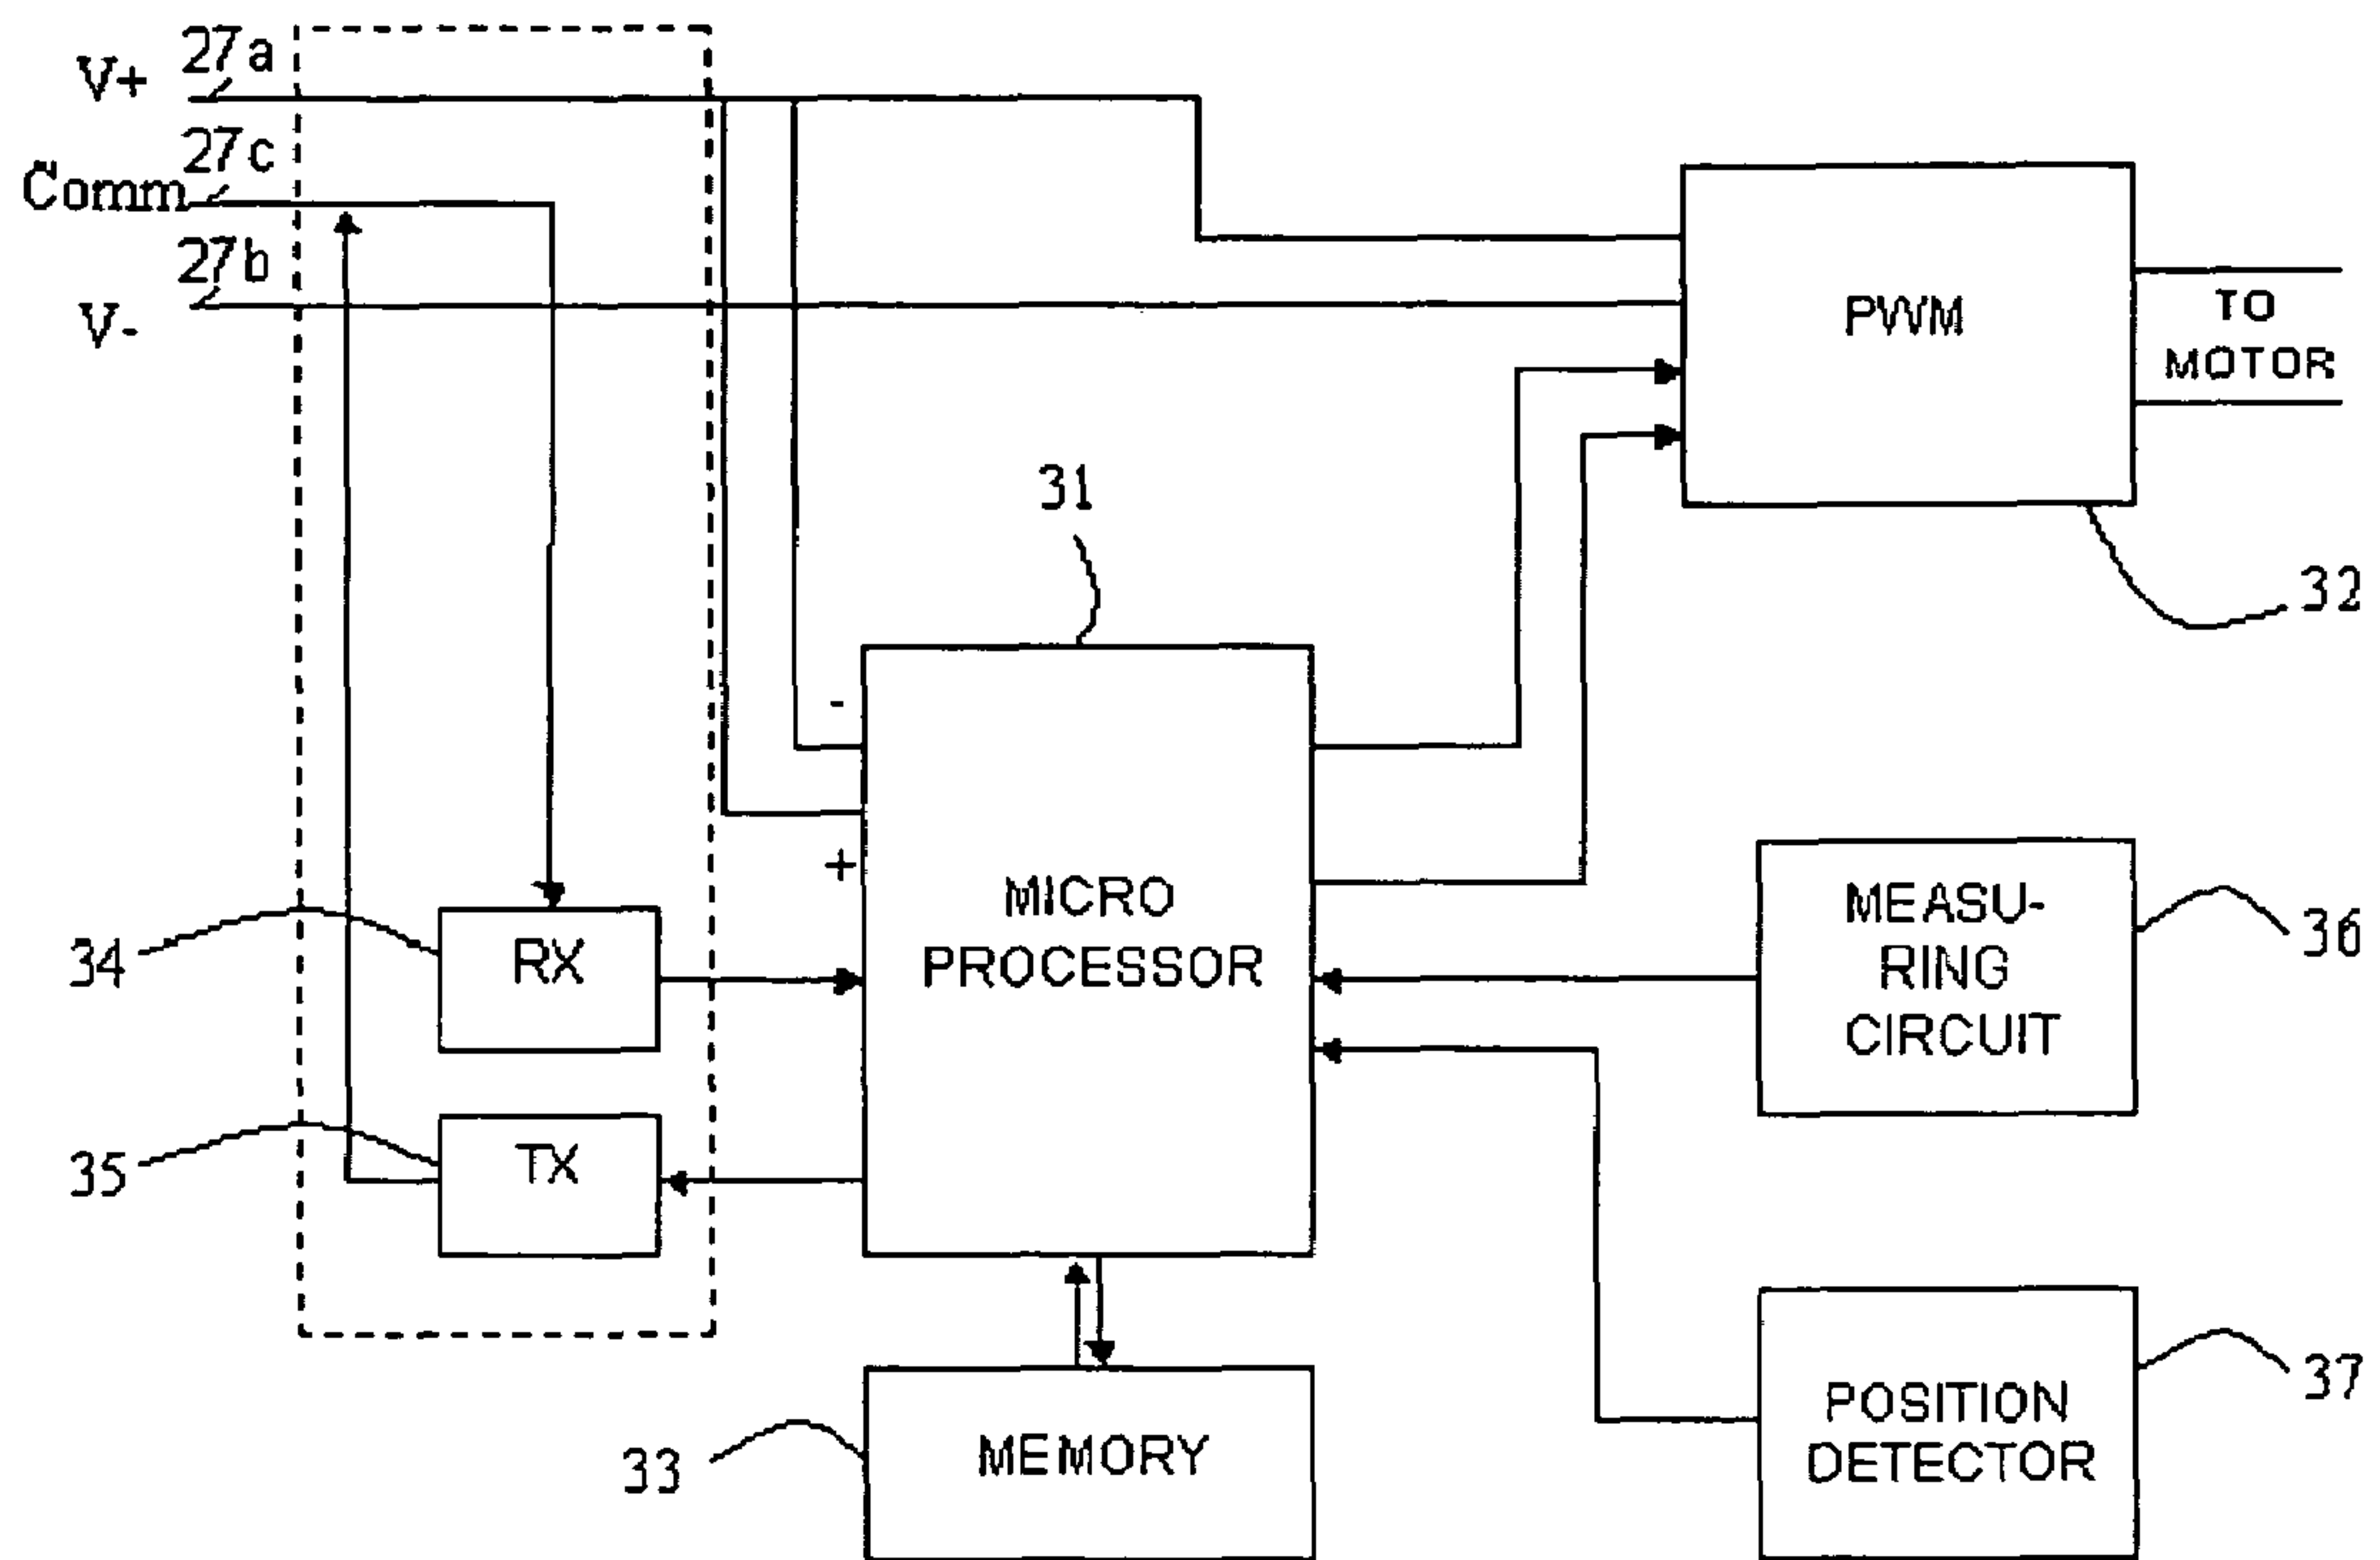 27a
V+
27c
Comm
27b
V-
PWM
TO
MOTOR
31
32
-
+
MICRO
PROCESSOR
MEASU-
RING
CIRCUIT
36
34
RX
35
TX
37
POSITION
DETECTOR
33
MEMORY